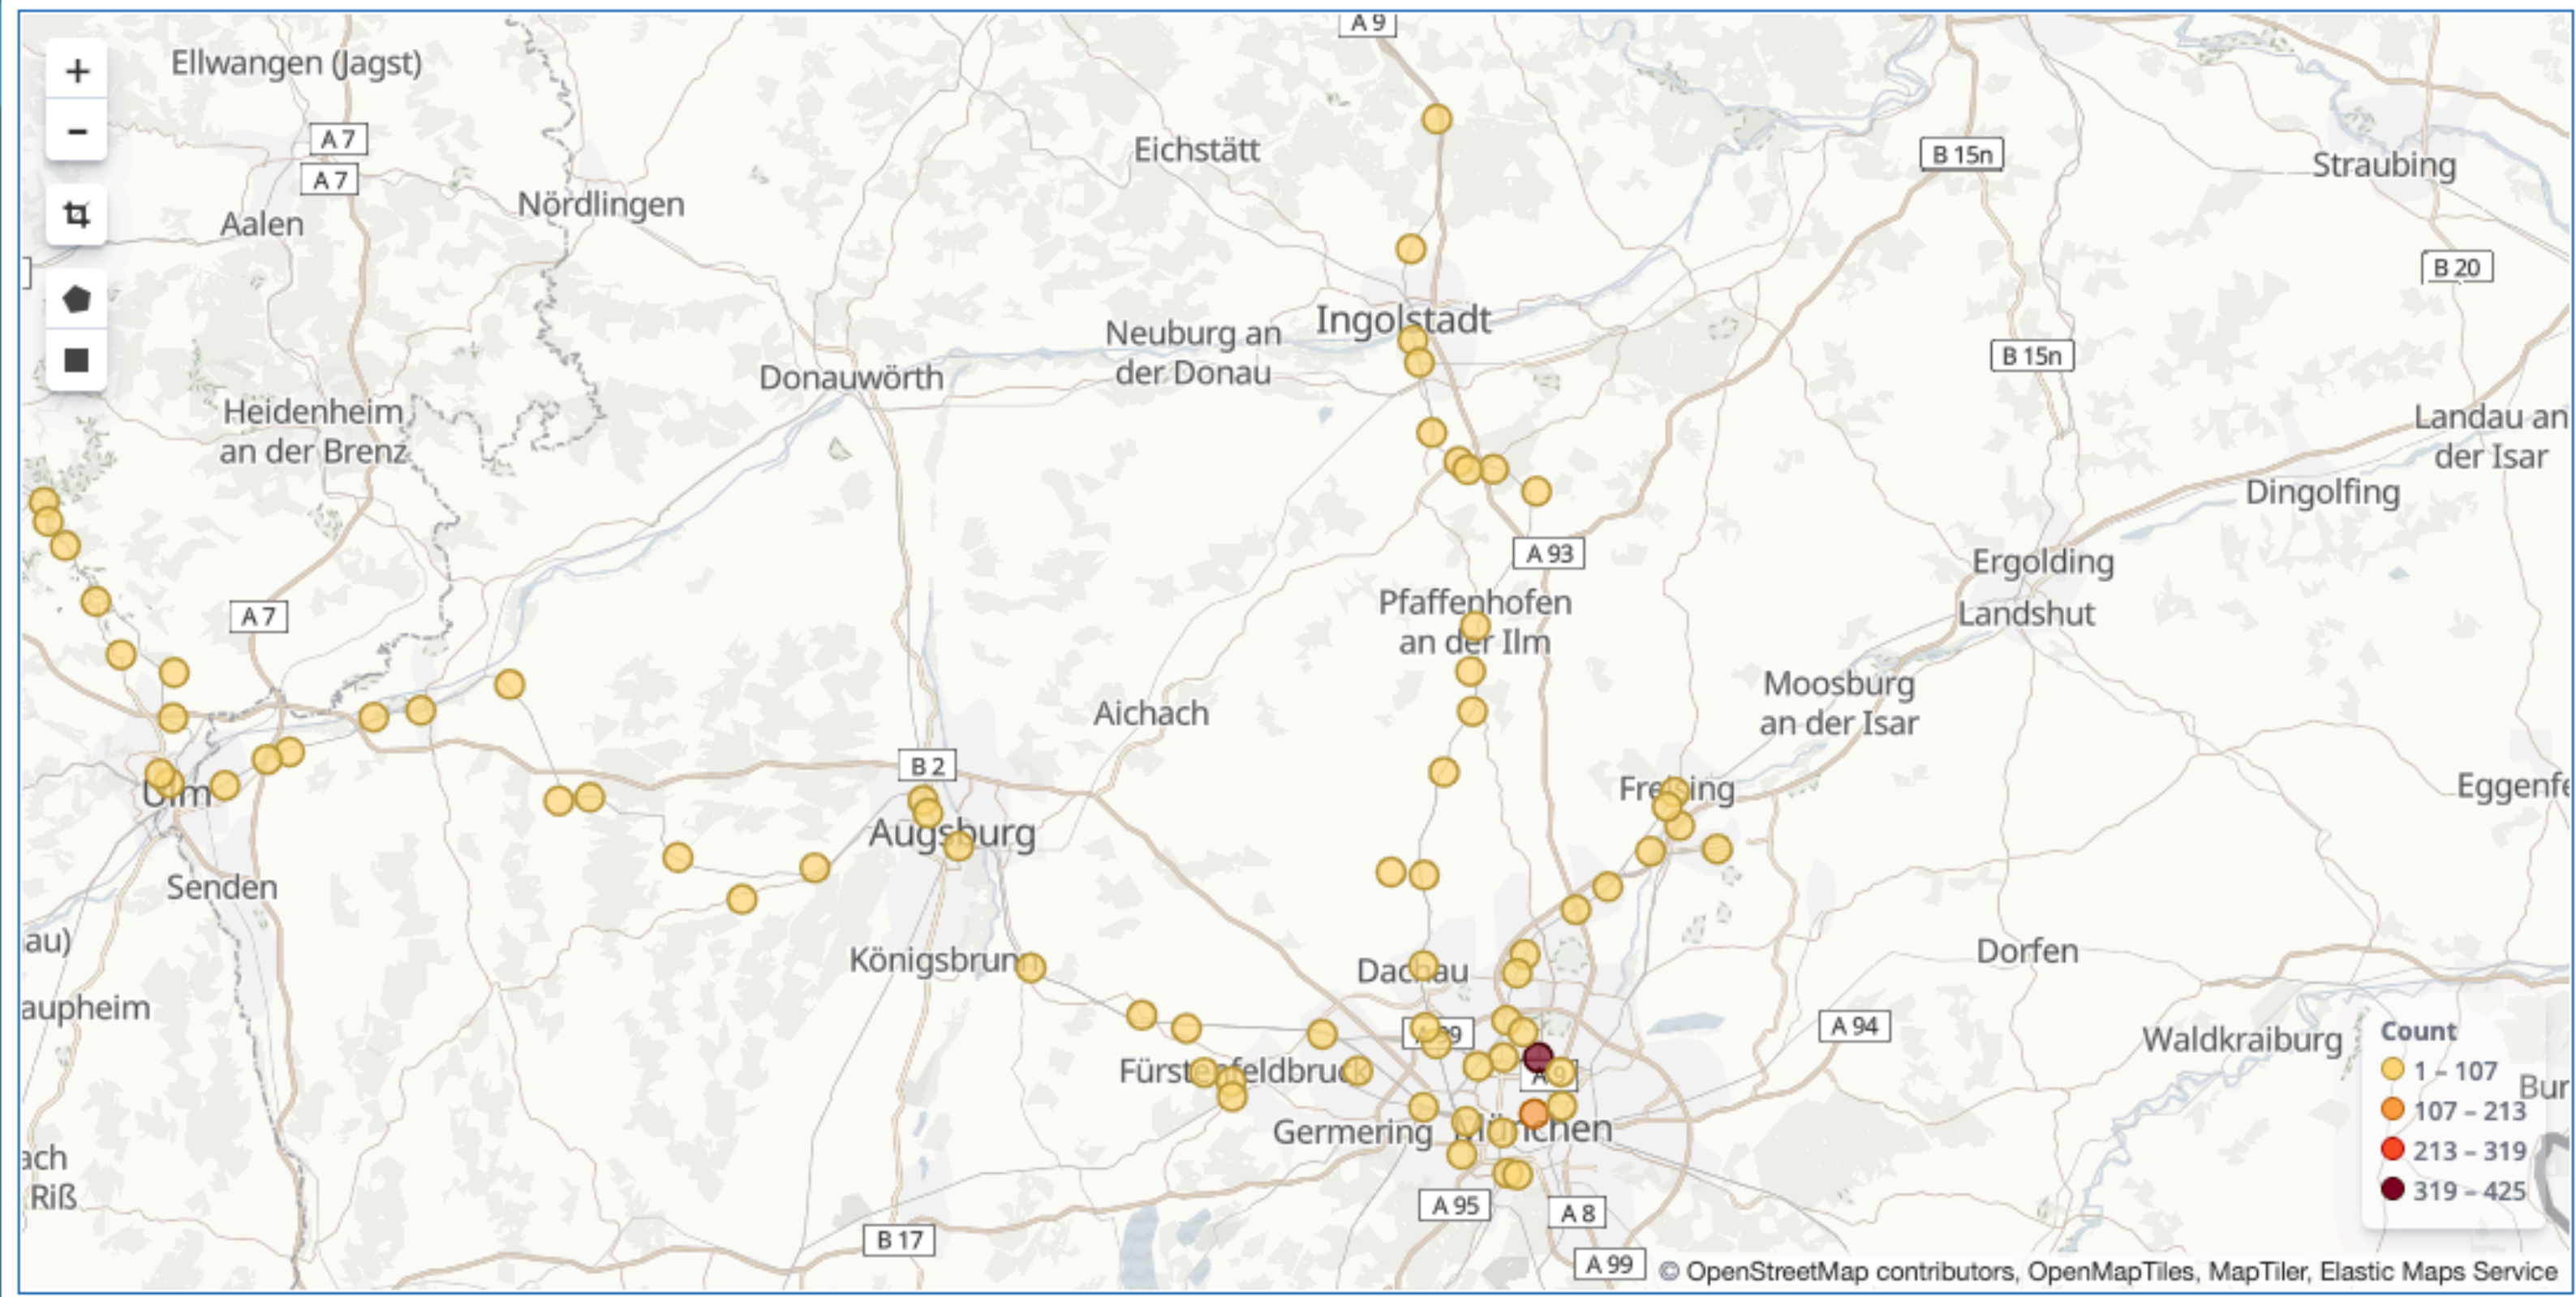 A 9
Ellwangen (Jagst)
A 7
A 7
Eichstätt
B 15n
Straubing
Nördlingen
Aalen
B 20
Ingolstadt
Neuburg an
der Donau
B 15n
Donauwörth
Heidenheim
an der Brenz
Landau an
der Isar
Dingolfing
A 93
Ergolding
Pfaffenhofen
an der Ilm
A 7
Landshut
Moosburg
an der Isar
Aichach
B 2
Freising
Eggenfe
Ulm
Augsburg
Senden
au)
Königsbrunn
Dachau
Dorfen
aupheim
A 99
A 94
Waldkraiburg
Fürstenfeldbruck
A 9
Bur
Germering
München
ach
Riß
A 95
A 8
B 17
A 99
Count
1 – 107
107 – 213
213 – 319
319 – 425
© OpenStreetMap contributors, OpenMapTiles, MapTiler, Elastic Maps Service